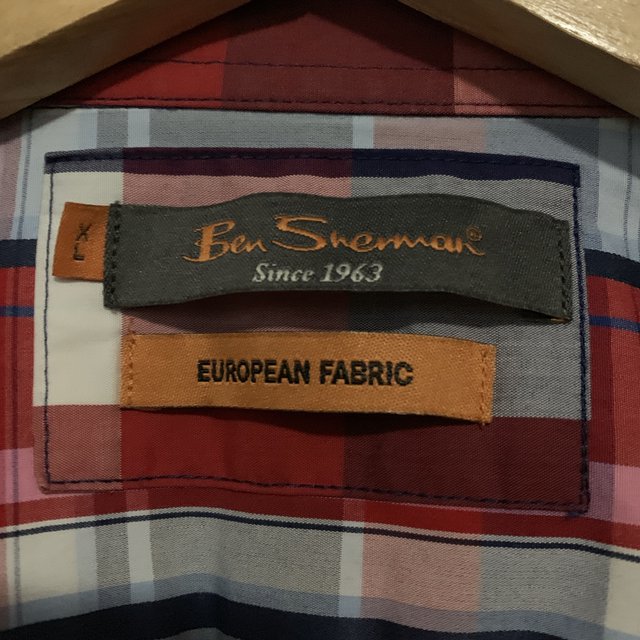 XL
Ben Sherman®
Since 1963
EUROPEAN FABRIC